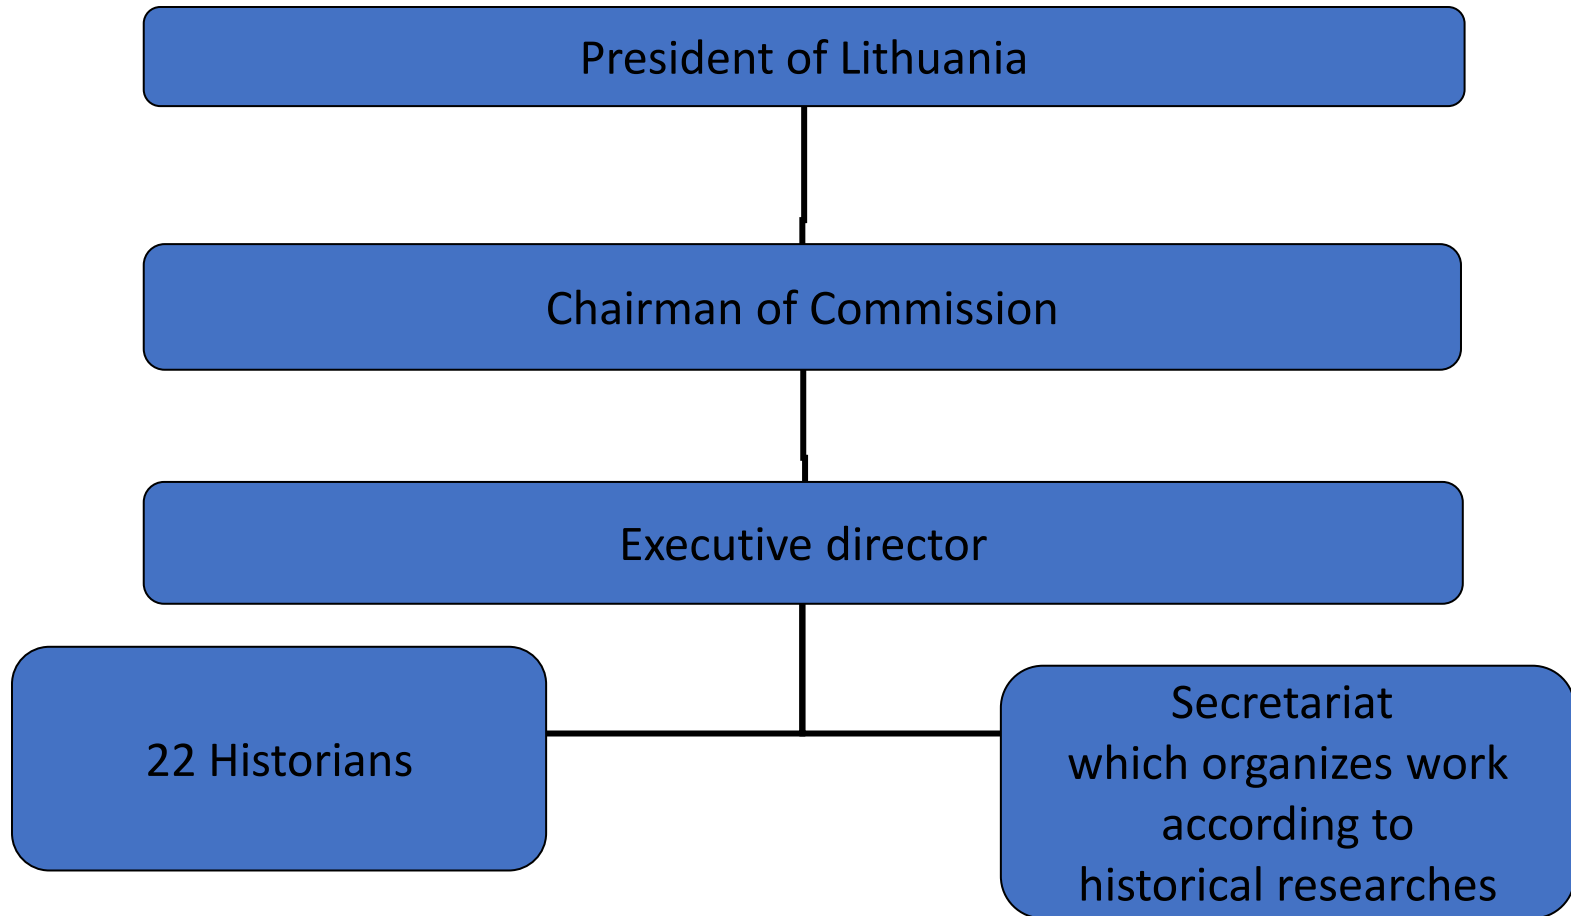 President of Lithuania
Chairman of Commission
Executive director
22 Historians
Secretariat
which organizes work
according to
historical researches